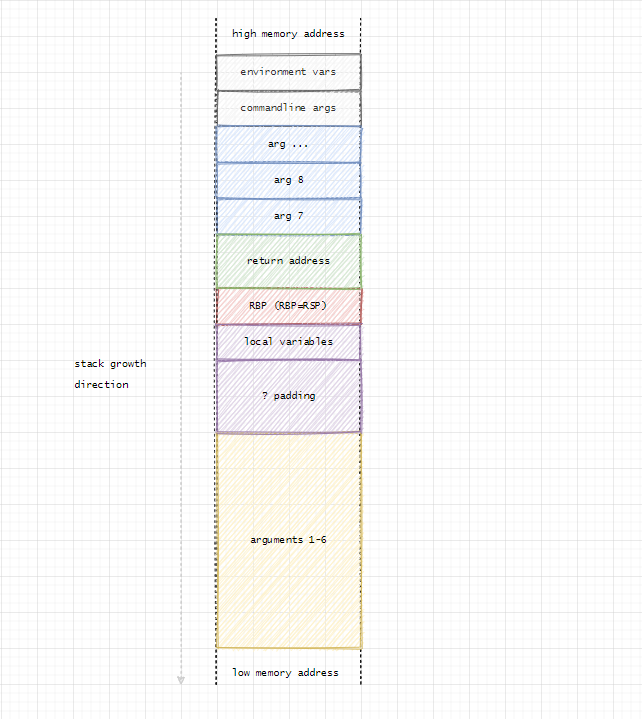 high memory address
environment vars
commandline args
arg ...
arg 8
arg 7
return address
RBP (RBP=RSP)
local variables
stack growth
direction
? padding
arguments 1-6
low memory address